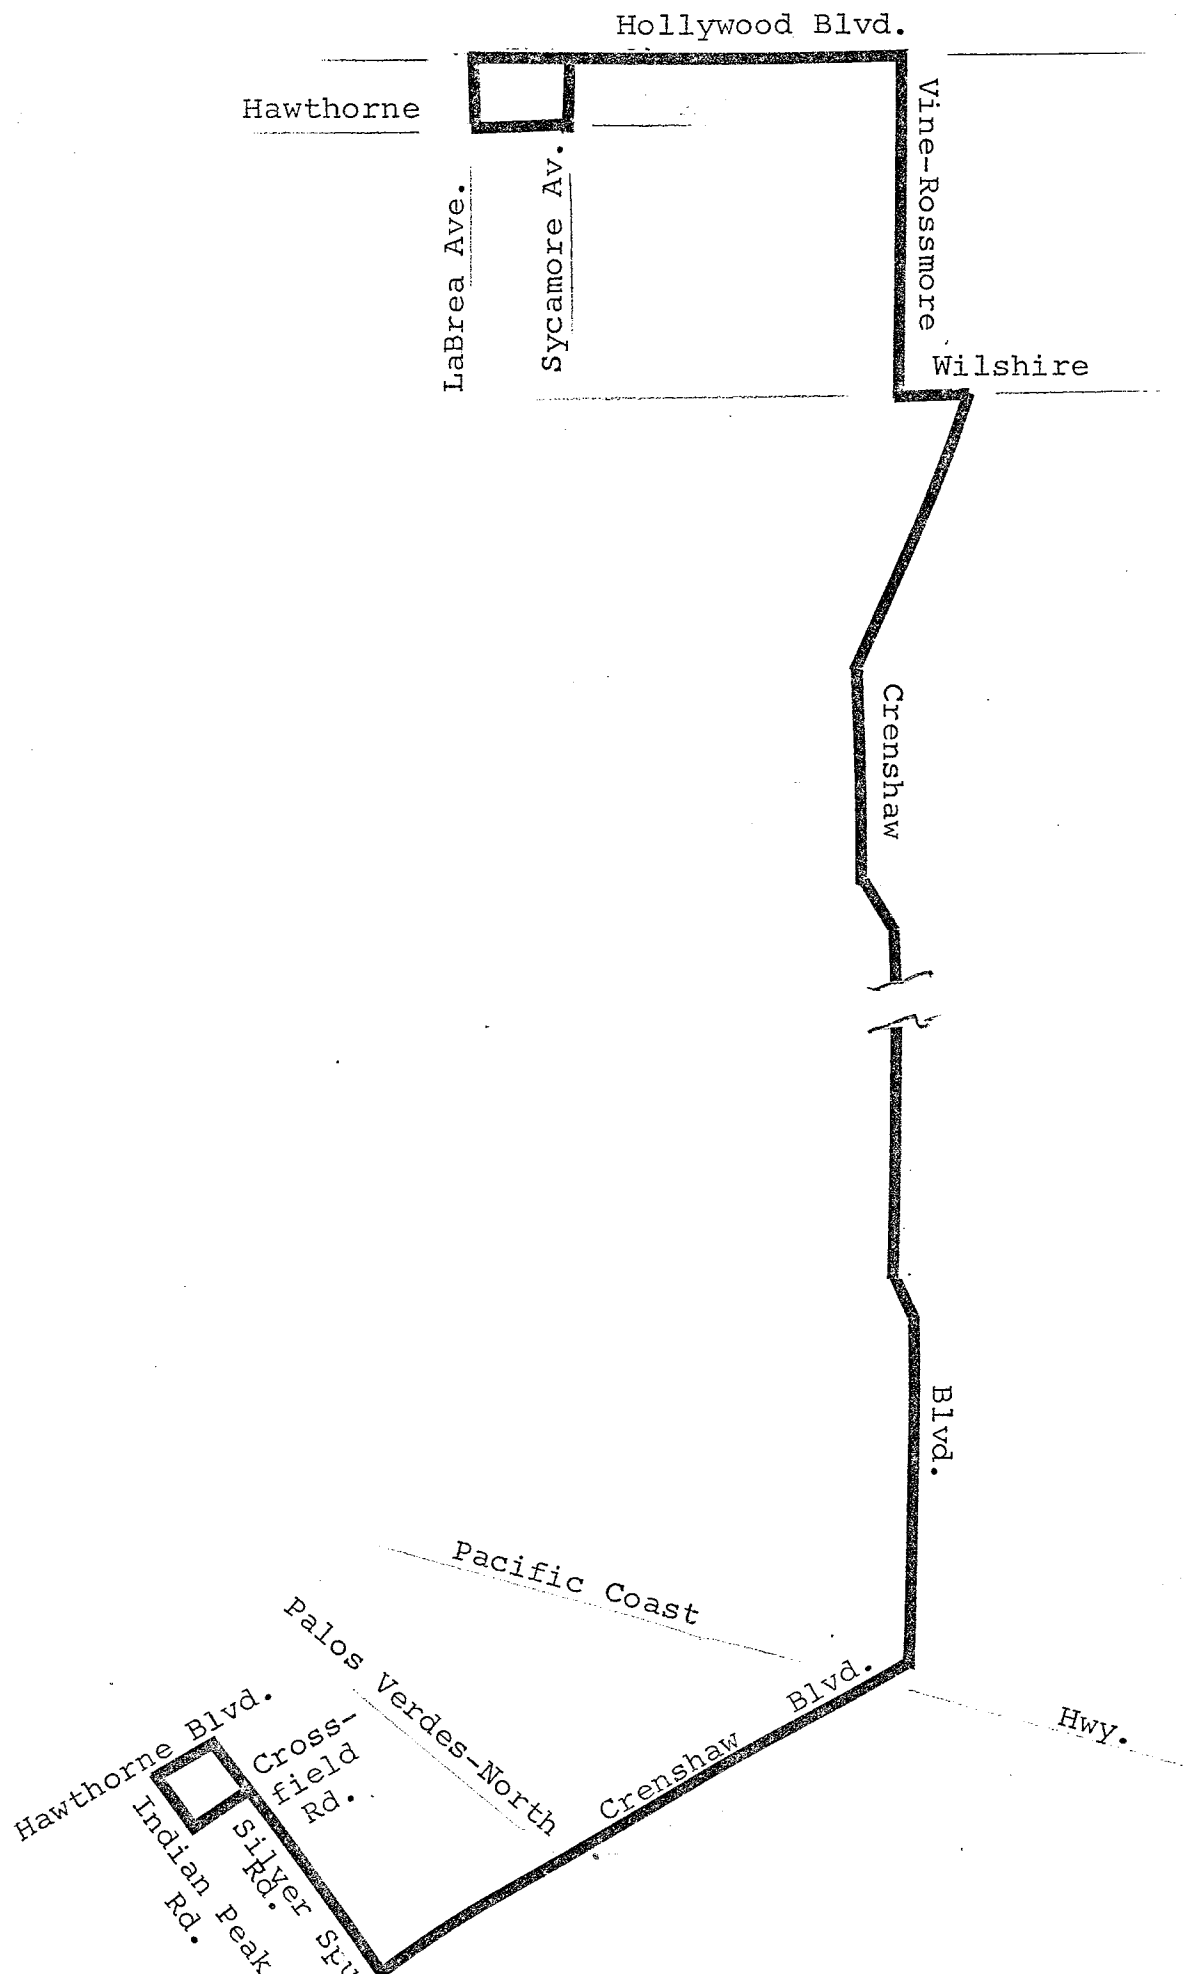 Hollywood Blvd.
Hawthorne
Vine-Rossmore
LaBrea Ave.
Sycamore Av.
Wilshire
Crenshaw
Blvd.
Pacific Coast
Hwy.
Palos Verdes-North
Crenshaw Blvd.
Hawthorne Blvd.
Cross-
field
Rd.
Silver Spu
Rd.
Indian Peak
Rd.